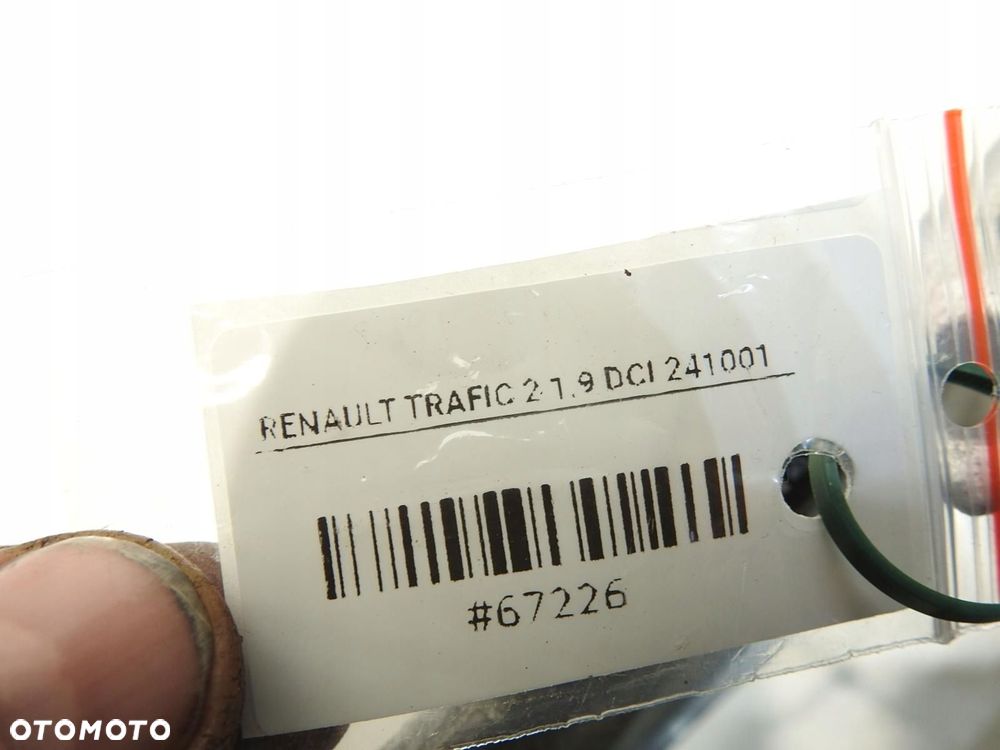 RENAULT TRAFIC 2 1.9 DCI 241001
#67226
OTOMOTO